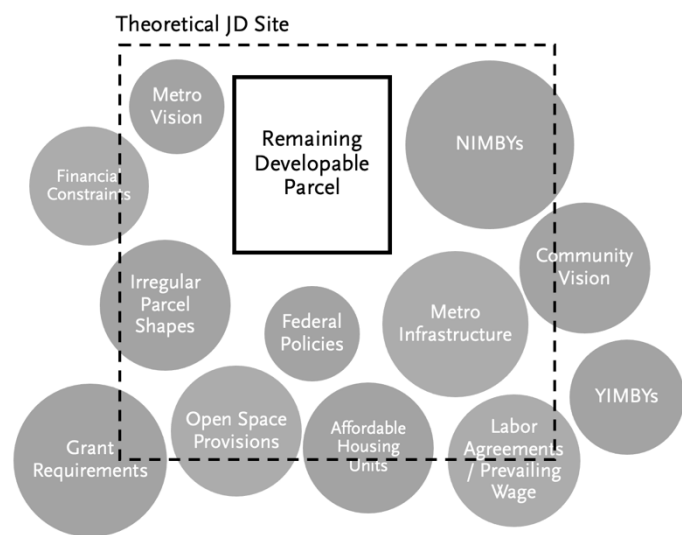 Theoretical JD Site
Metro
Vision
Remaining
Developable
Parcel
NIMBYs
Financial
Constraints
Community
Vision
Irregular
Parcel
Shapes
Federal
Policies
Metro
Infrastructure
YIMBYs
Grant
Requirements
Open Space
Provisions
Affordable
Housing
Units
Labor
Agreements
/ Prevailing
Wage